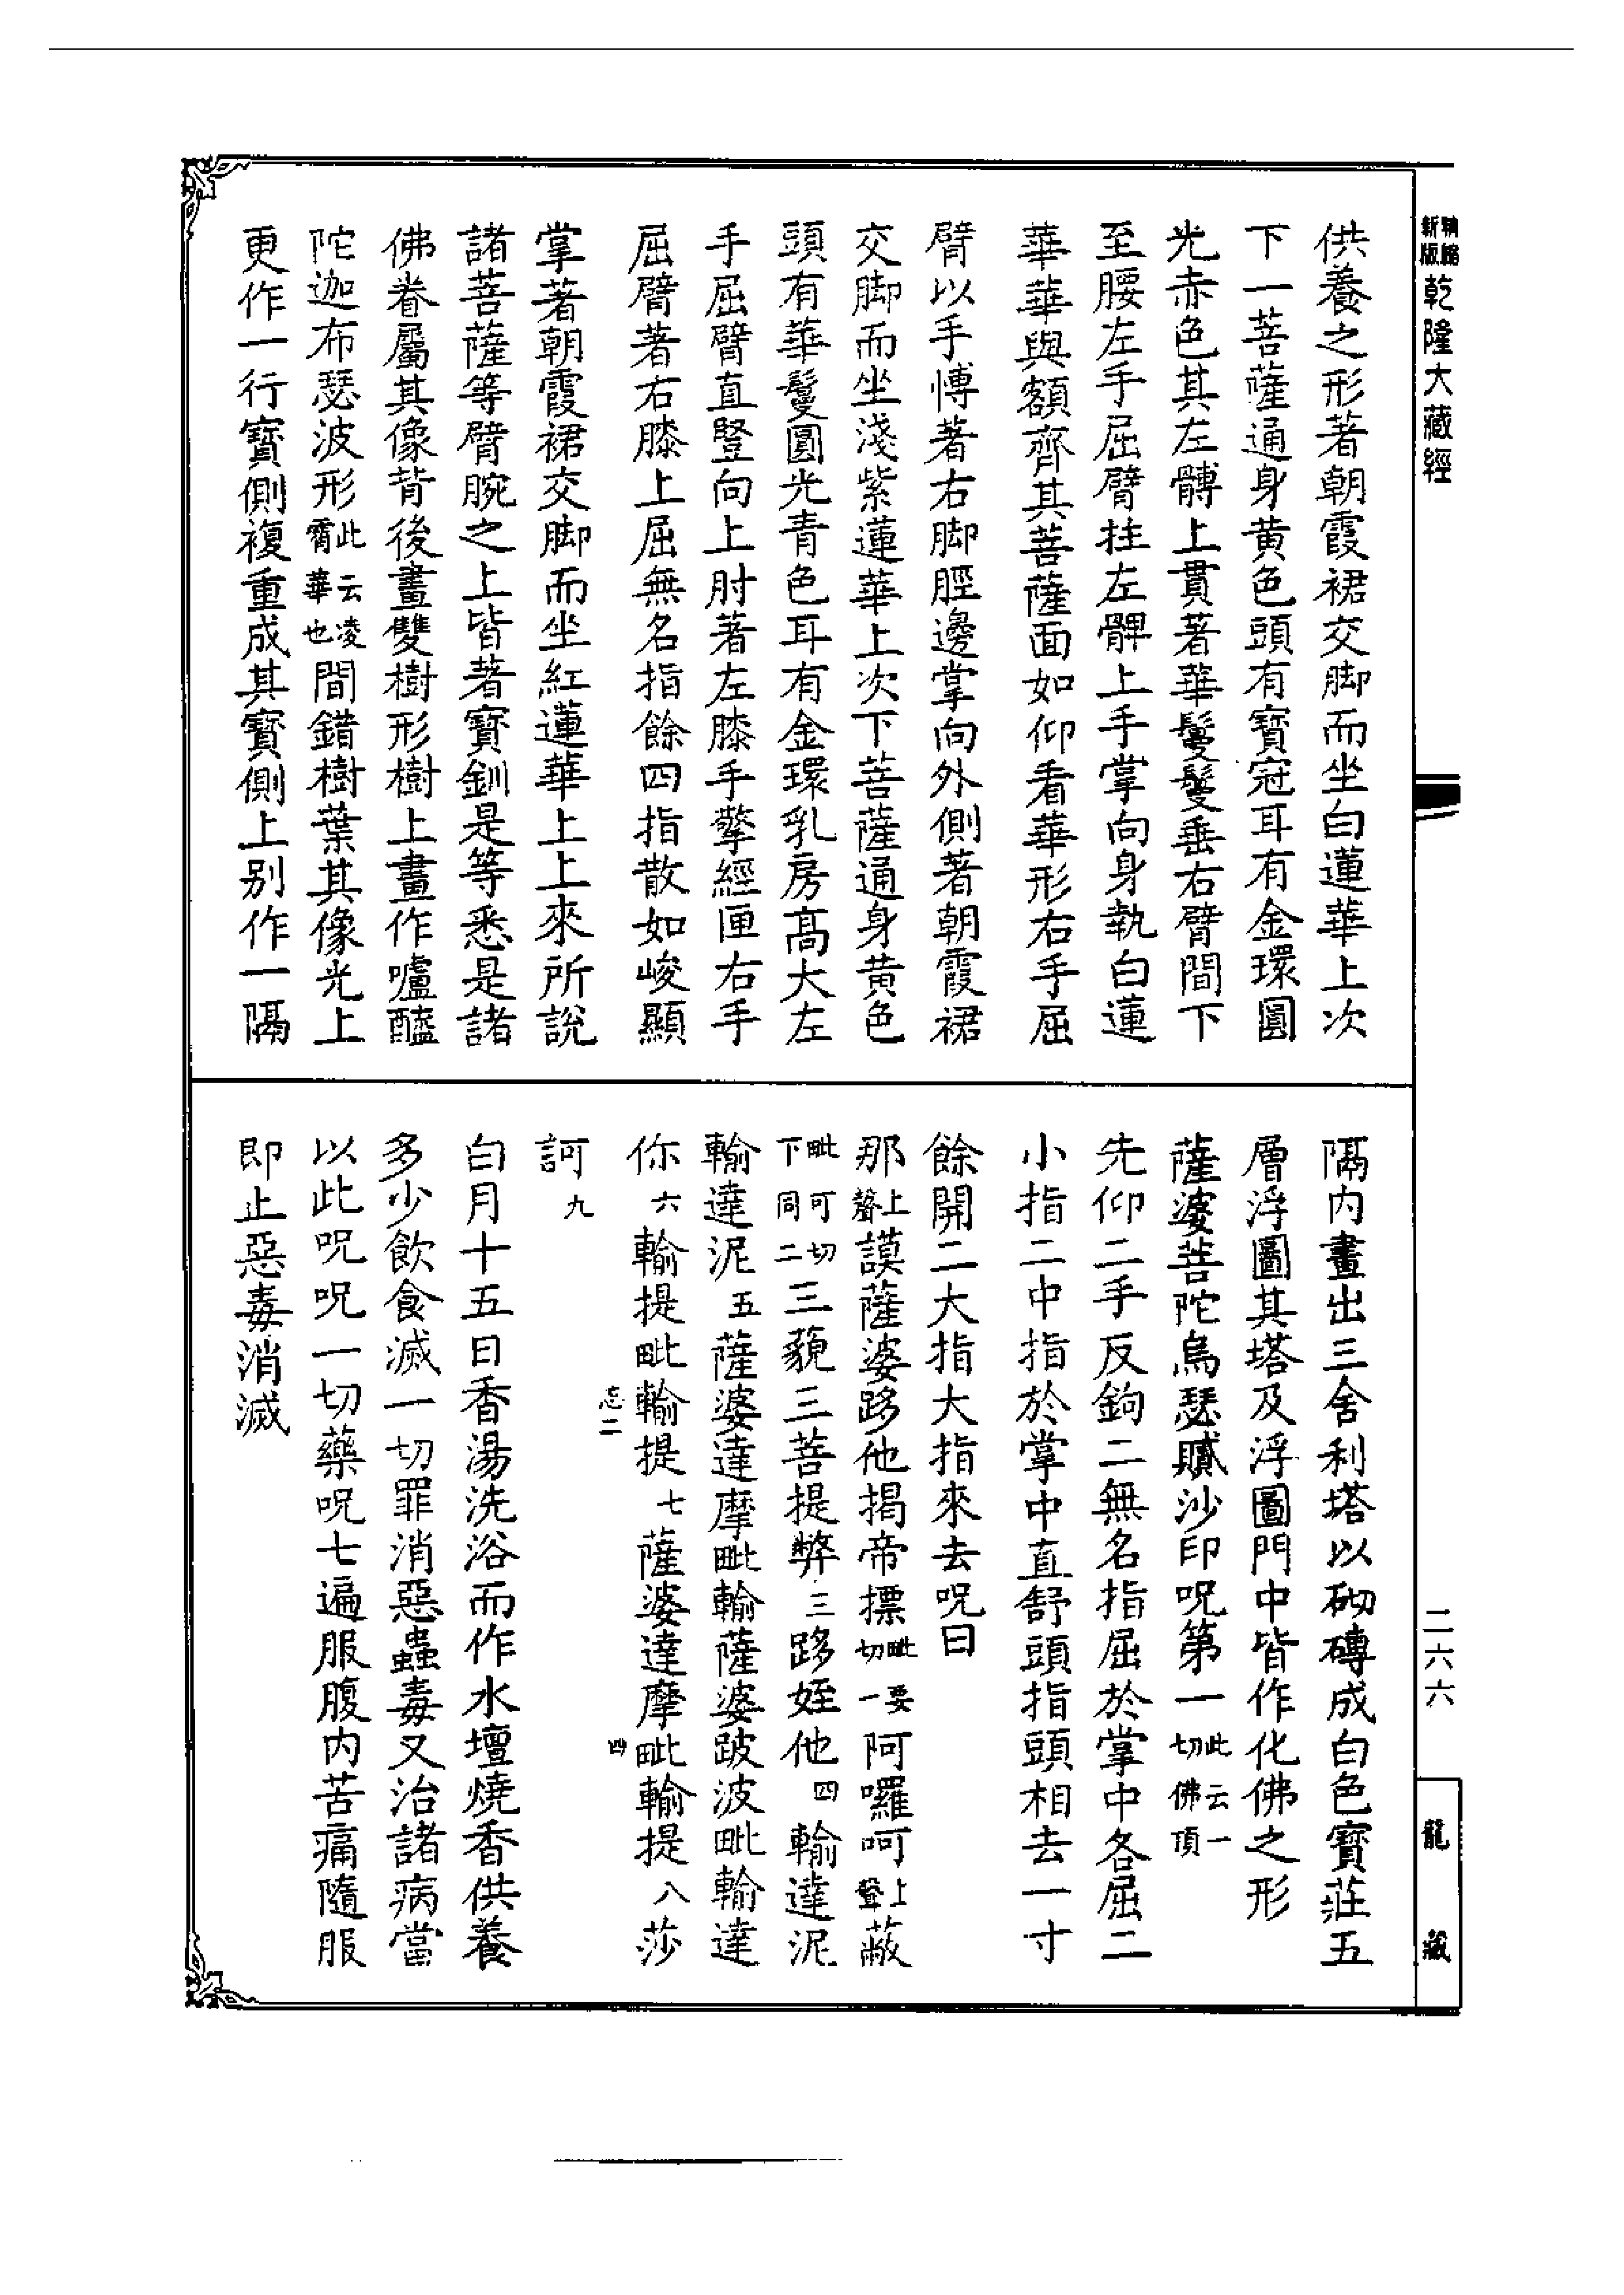 新版
乾隆大藏經
供養之形著朝霞裙交脚而坐白蓮華上次
下一菩薩通身黄色頭有寶冠耳有金環圓
光赤色其左髆上貫著華鬘鬘垂右臂間下
至腰左手屈臂拄左髀上手掌向身執白蓮
華華與額齊其菩薩面如仰看華形右手屈
臂以手愽著右脚脛邊掌向外側著朝霞裙
交脚而坐淺紫蓮華上次下菩薩通身黄色
頭有華鬘圓光青色耳有金環乳房高大左
手屈臂直豎向上肘著左膝手擎經匣右手
屈臂著右膝上屈無名指餘四指散如峻顯
掌著朝霞裙交脚而坐紅蓮華上上來所說
諸菩薩等臂腕之上皆著寶釧是等悉是諸
佛眷屬其像背後畫雙樹形樹上畫作嚧醯
陀迦布瑟波形此云凌霄華也間錯樹葉其像光上
更作一行寶側複重成其寶側上别作一隔
隔内畫出三舍利塔以砌磚成白色寶莊五
層浮圖其塔及浮圖門中皆作化佛之形
薩婆菩陀烏瑟膩沙印呪第一此云一切佛頂
先仰二手反鉤二無名指屈於掌中各屈二
小指二中指於掌中直舒頭指頭相去一寸
餘開二大指大指來去呪曰
那上聲謨薩婆跢他揭帝摽毗要切一阿囉呵上聲蔽
毗可切下同二三藐三菩提弊三跢姪他四輸達泥
輸達泥五薩婆達摩毗輸薩婆跛波毗輸達
你六輸提毗輸提七薩婆達摩毗輸提八莎
訶九
白月十五日香湯洗浴而作水壇燒香供養
多少飲食滅一切罪消惡蟲毒又治諸病當
以此呪呪一切藥呪七遍服腹内苦痛隨服
即止惡毒消滅
二六六
龍藏
四